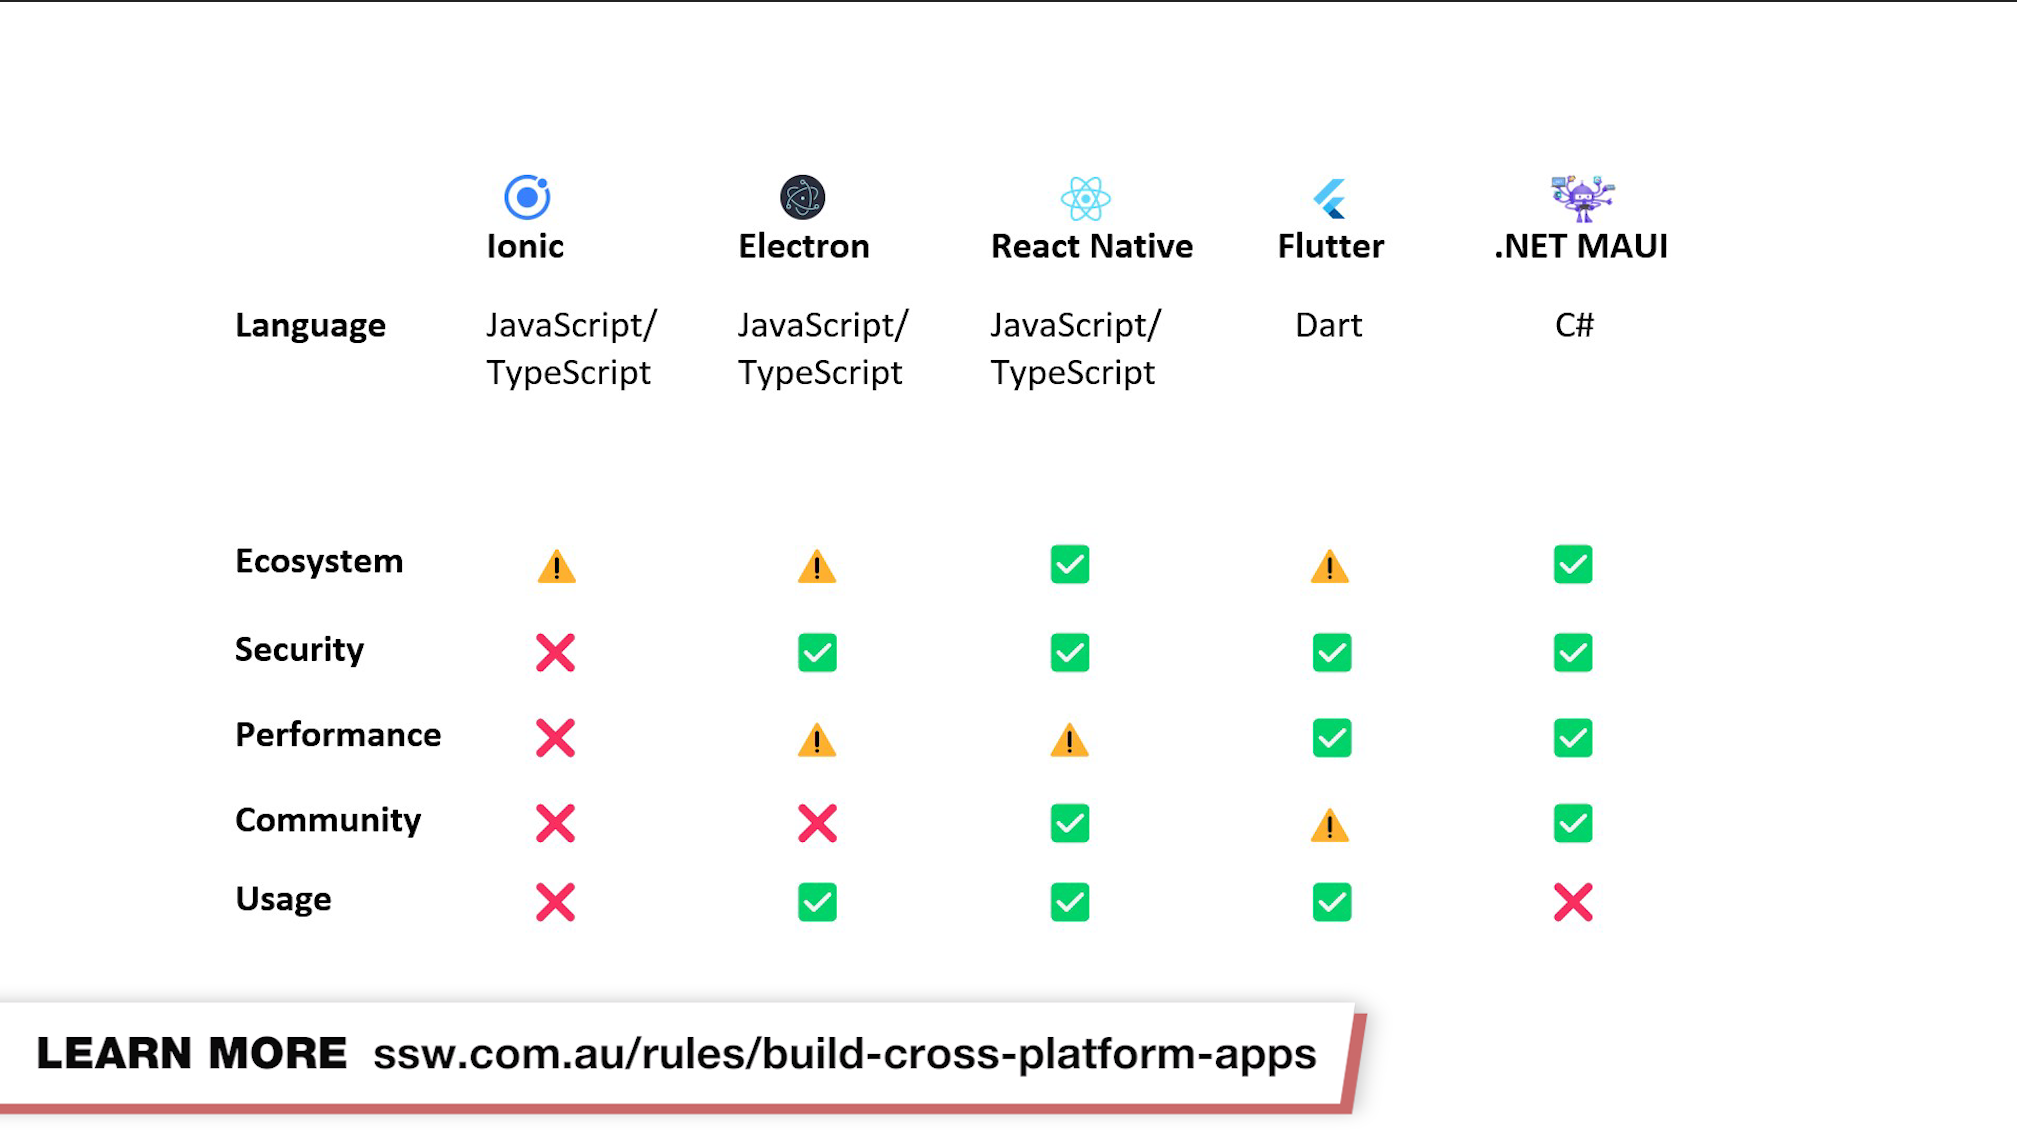 Ionic Electron React Native Flutter .NET MAUI
Language JavaScript/ JavaScript/ JavaScript/ Dart C#
TypeScript TypeScript TypeScript
Ecosystem
Security
Performance
Community
Usage
LEARN MORE ssw.com.au/rules/build-cross-platform-apps